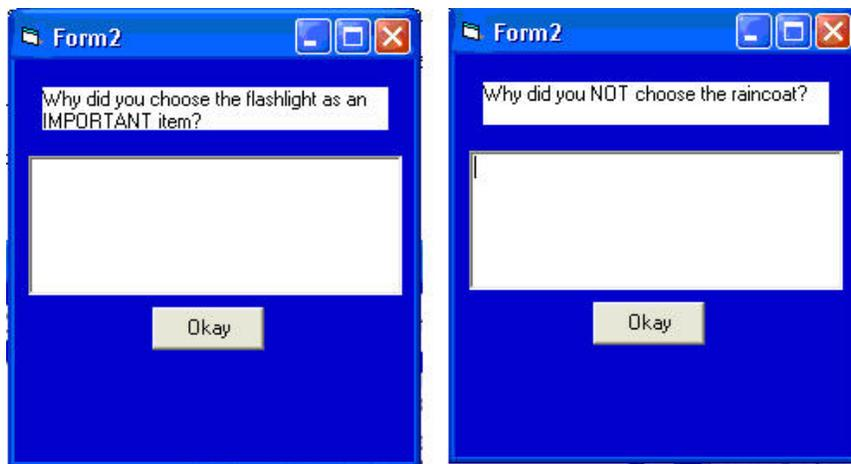 Form2
Why did you choose the flashlight as an
IMPORTANT item?
Okay
Form2
Why did you NOT choose the raincoat?
Okay